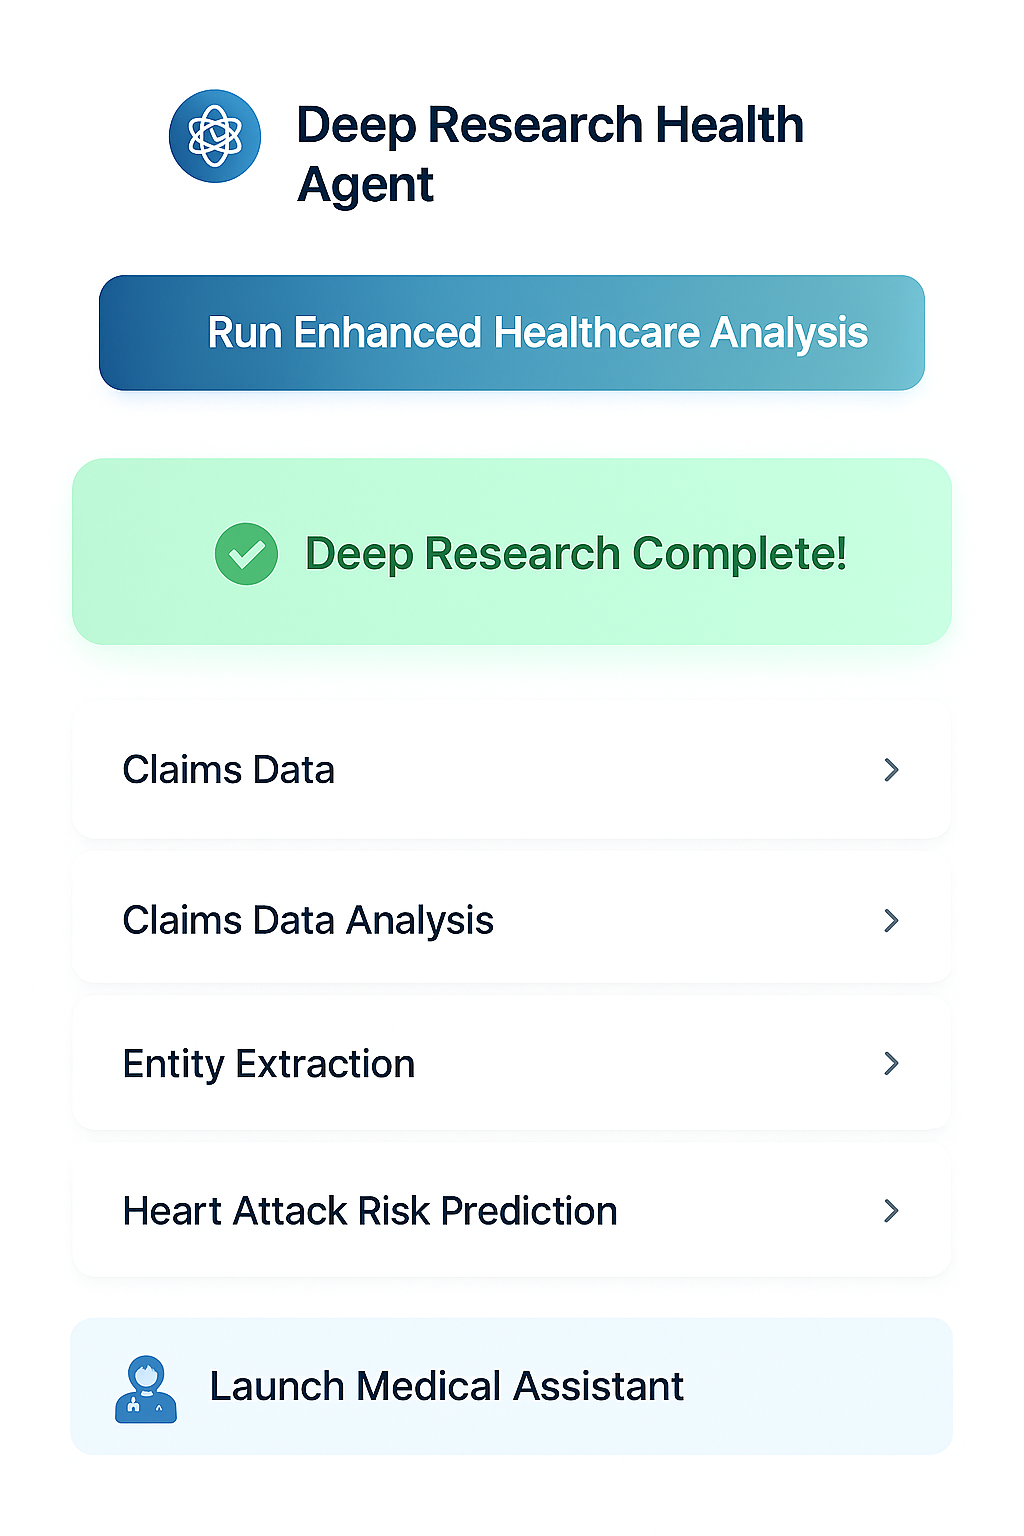 Deep Research Health
Agent
Run Enhanced Healthcare Analysis
Deep Research Complete!
Claims Data
Claims Data Analysis
Entity Extraction
Heart Attack Risk Prediction
Launch Medical Assistant